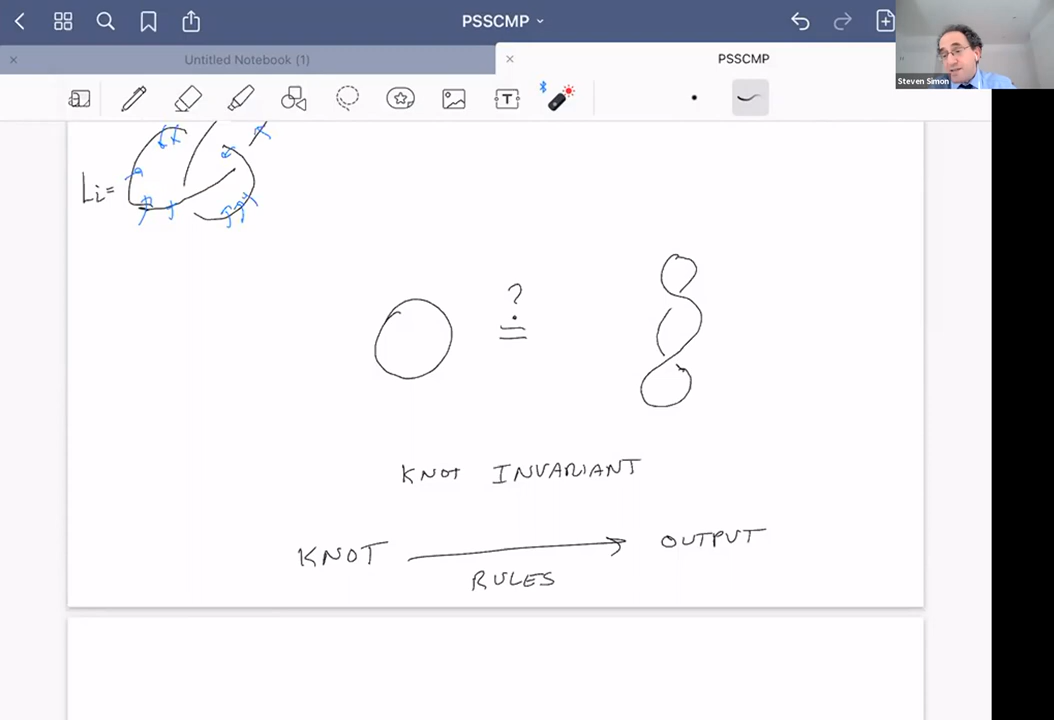 PSSCMP
Untitled Notebook (1)
PSSCMP
Steven Simon
T
Li=
?
=
KNOT INVARIANT
KNOT
OUTPUT
RULES